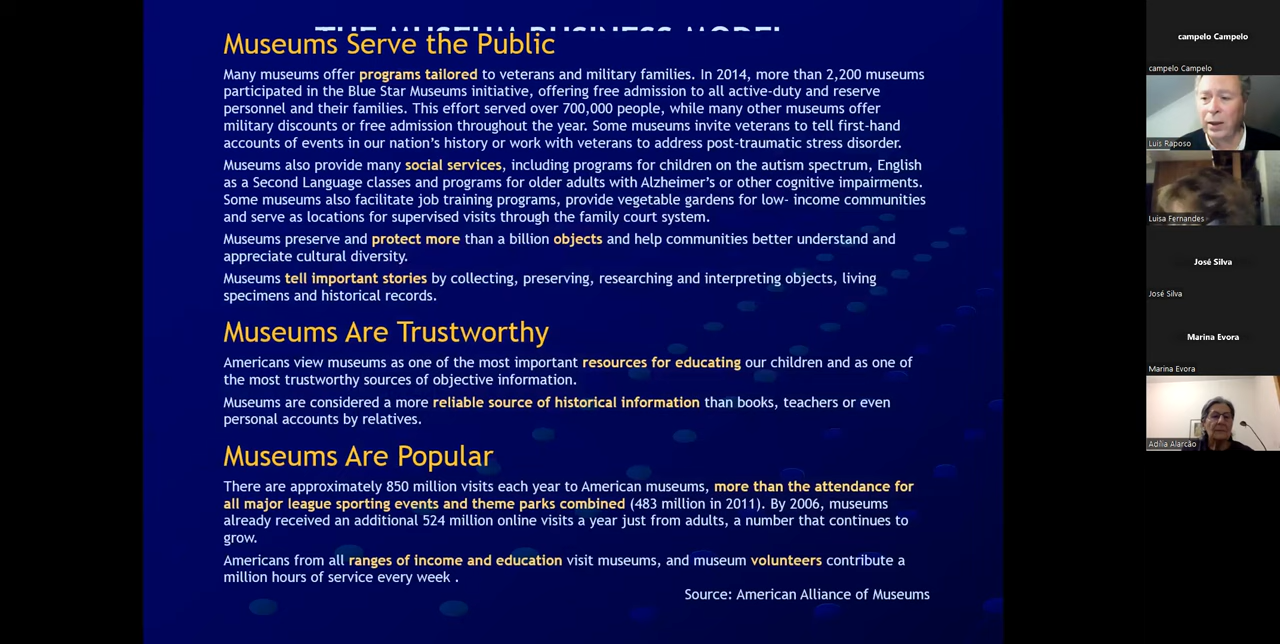 THE MUSEUM BUSINESS MODEL
Museums Serve the Public
Many museums offer programs tailored to veterans and military families. In 2014, more than 2,200 museums
participated in the Blue Star Museums initiative, offering free admission to all active-duty and reserve
personnel and their families. This effort served over 700,000 people, while many other museums offer
military discounts or free admission throughout the year. Some museums invite veterans to tell first-hand
accounts of events in our nation’s history or work with veterans to address post-traumatic stress disorder.
Museums also provide many social services, including programs for children on the autism spectrum, English
as a Second Language classes and programs for older adults with Alzheimer’s or other cognitive impairments.
Some museums also facilitate job training programs, provide vegetable gardens for low- income communities
and serve as locations for supervised visits through the family court system.
Museums preserve and protect more than a billion objects and help communities better understand and
appreciate cultural diversity.
Museums tell important stories by collecting, preserving, researching and interpreting objects, living
specimens and historical records.
Museums Are Trustworthy
Americans view museums as one of the most important resources for educating our children and as one of
the most trustworthy sources of objective information.
Museums are considered a more reliable source of historical information than books, teachers or even
personal accounts by relatives.
Museums Are Popular
There are approximately 850 million visits each year to American museums, more than the attendance for
all major league sporting events and theme parks combined (483 million in 2011). By 2006, museums
already received an additional 524 million online visits a year just from adults, a number that continues to
grow.
Americans from all ranges of income and education visit museums, and museum volunteers contribute a
million hours of service every week .
Source: American Alliance of Museums
campelo Campelo
campelo Campelo
Luis Raposo
Luisa Fernandes
José Silva
José Silva
Marina Evora
Marina Evora
Adília Alarcão